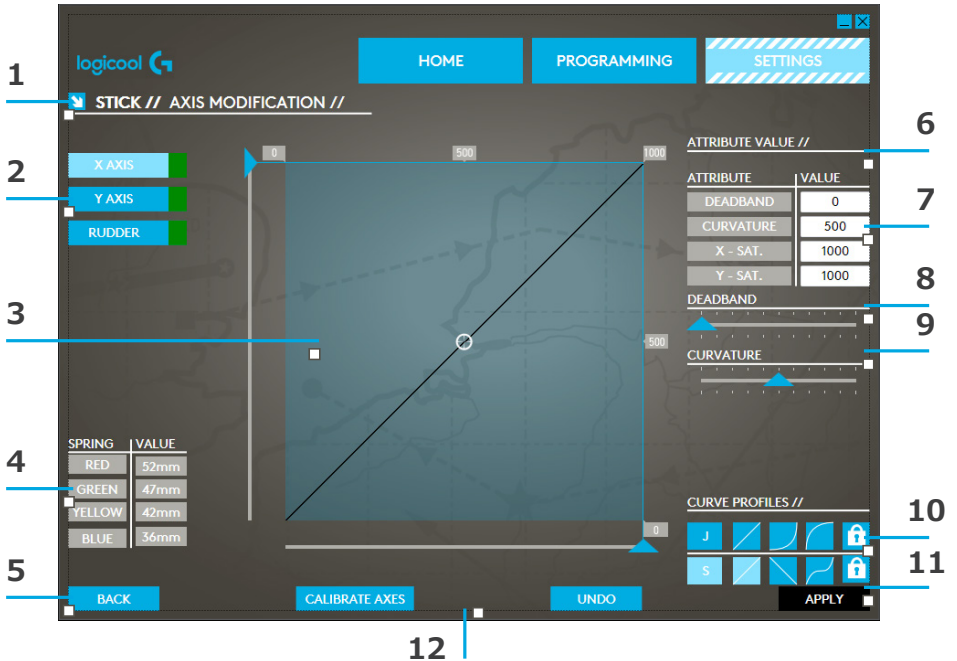 logicool G
HOME
PROGRAMMING
SETTINGS
1
STICK // AXIS MODIFICATION //
6
ATTRIBUTE VALUE //
0
500
1000
2
X AXIS
Y AXIS
RUDDER
ATTRIBUTE VALUE
DEADBAND 0
7
CURVATURE 500
X - SAT. 1000
Y - SAT. 1000
8
DEADBAND
3
9
500
CURVATURE
4
SPRING VALUE
RED 52mm
GREEN 47mm
YELLOW 42mm
BLUE 36mm
CURVE PROFILES //
10
0
J
11
S
5
BACK
CALIBRATE AXES
UNDO
APPLY
12